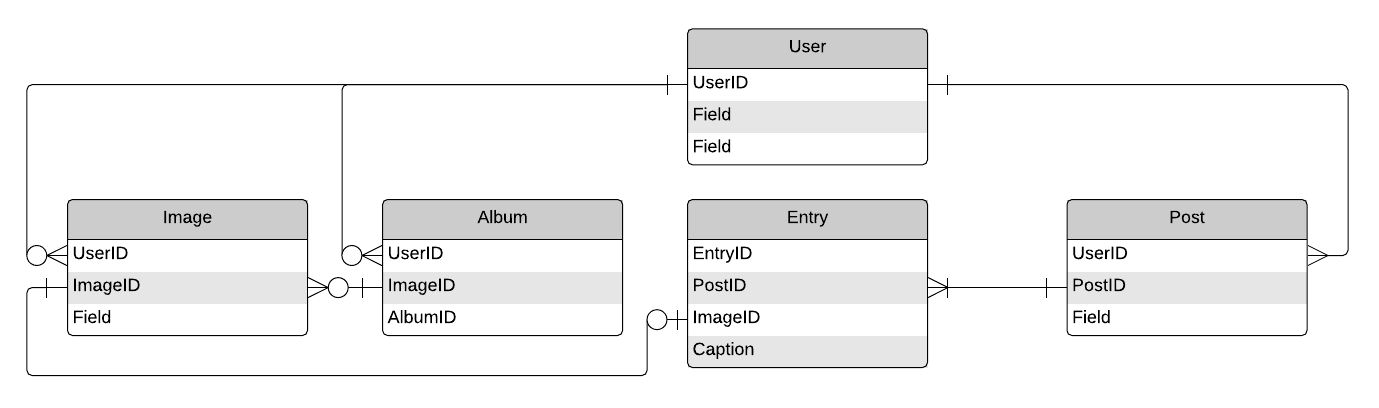 User
UserID
Field
Field
Image
UserID
ImageID
Field
Album
UserID
ImageID
AlbumID
Entry
EntryID
PostID
ImageID
Caption
Post
UserID
PostID
Field